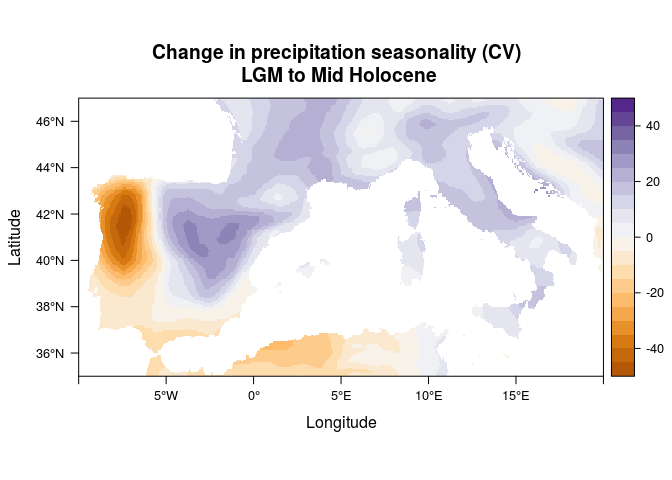 Change in precipitation seasonality (CV)
LGM to Mid Holocene
46°N
44°N
42°N
40°N
38°N
36°N
Latitude
5°W
0°
5°E
10°E
15°E
Longitude
40
20
0
-20
-40